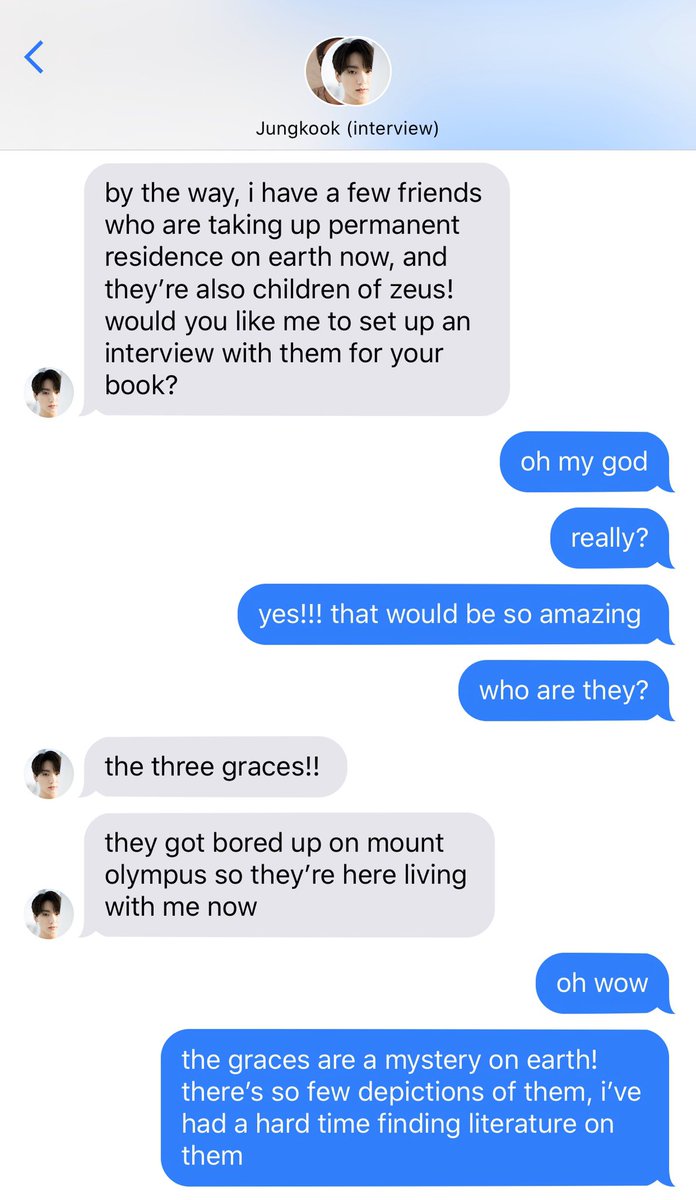 Jungkook (interview)
by the way, i have a few friends
who are taking up permanent
residence on earth now, and
they're also children of zeus!
would you like me to set up an
interview with them for your
book?
oh my god
really?
yes!!! that would be so amazing
who are they?
the three graces!!
they got bored up on mount
olympus so they're here living
with me now
oh wow
the graces are a mystery on earth!
there's so few depictions of them, i've
had a hard time finding literature on
them